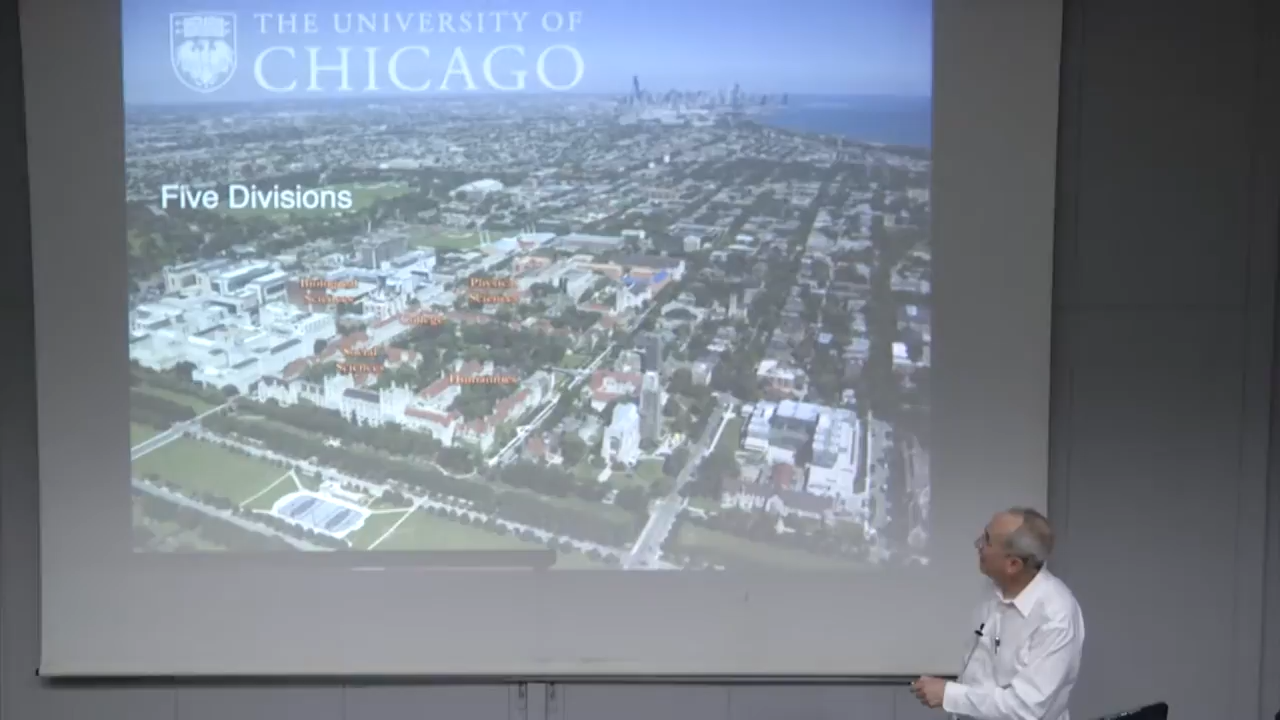 THE UNIVERSITY OF
CHICAGO
Five Divisions
Biological
Sciences
Physical
Sciences
College
Social
Sciences
Humanities